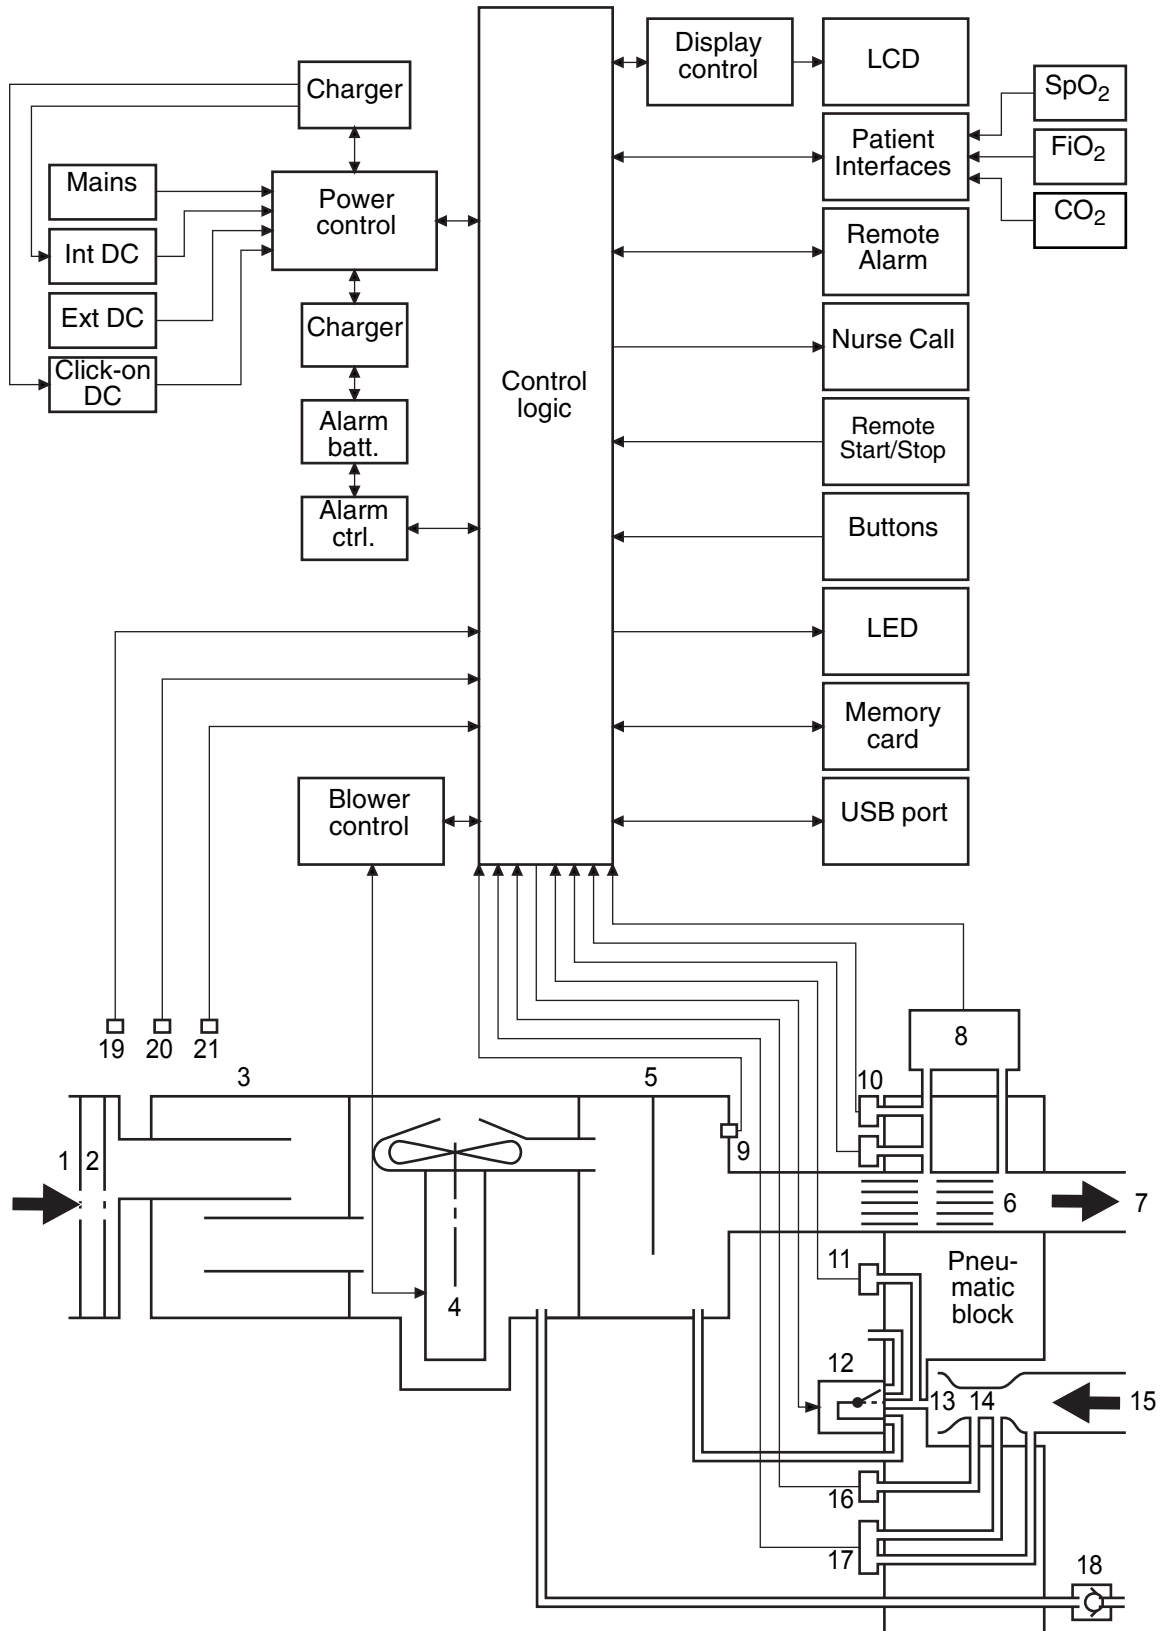 Display
control
LCD
Charger
SpO2
Patient
Interfaces
FiO2
Mains
Power
control
CO2
Int DC
Remote
Alarm
Ext DC
Charger
Nurse Call
Click-on
DC
Control
logic
Alarm
batt.
Remote
Start/Stop
Alarm
ctrl.
Buttons
LED
Memory
card
Blower
control
USB port
19
20
21
8
3
5
10
1
2
9
6
7
11
Pneu-
matic
block
4
12
13
14
15
16
17
18